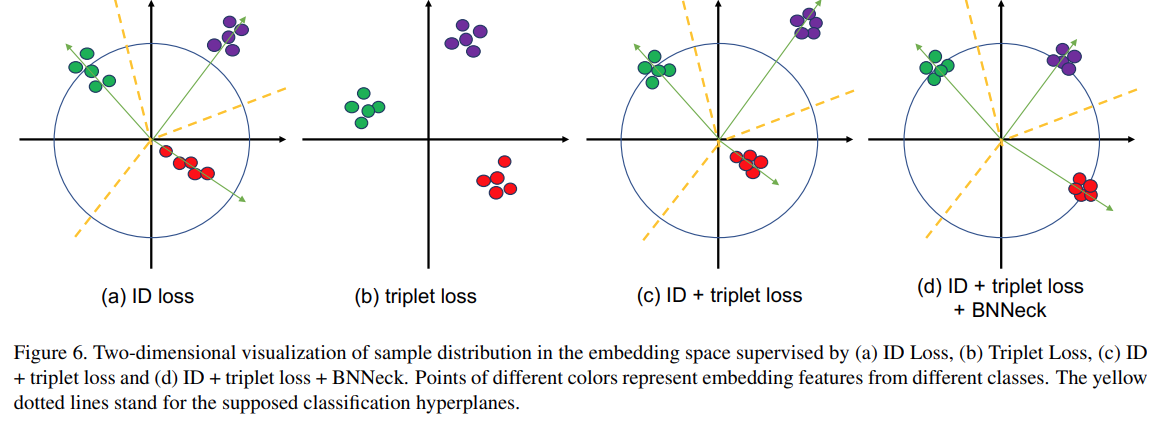 (a) ID loss
(b) triplet loss
(c) ID + triplet loss
(d) ID + triplet loss
+ BNNeck
Figure 6. Two-dimensional visualization of sample distribution in the embedding space supervised by (a) ID Loss, (b) Triplet Loss, (c) ID
+ triplet loss and (d) ID + triplet loss + BNNeck. Points of different colors represent embedding features from different classes. The yellow
dotted lines stand for the supposed classification hyperplanes.